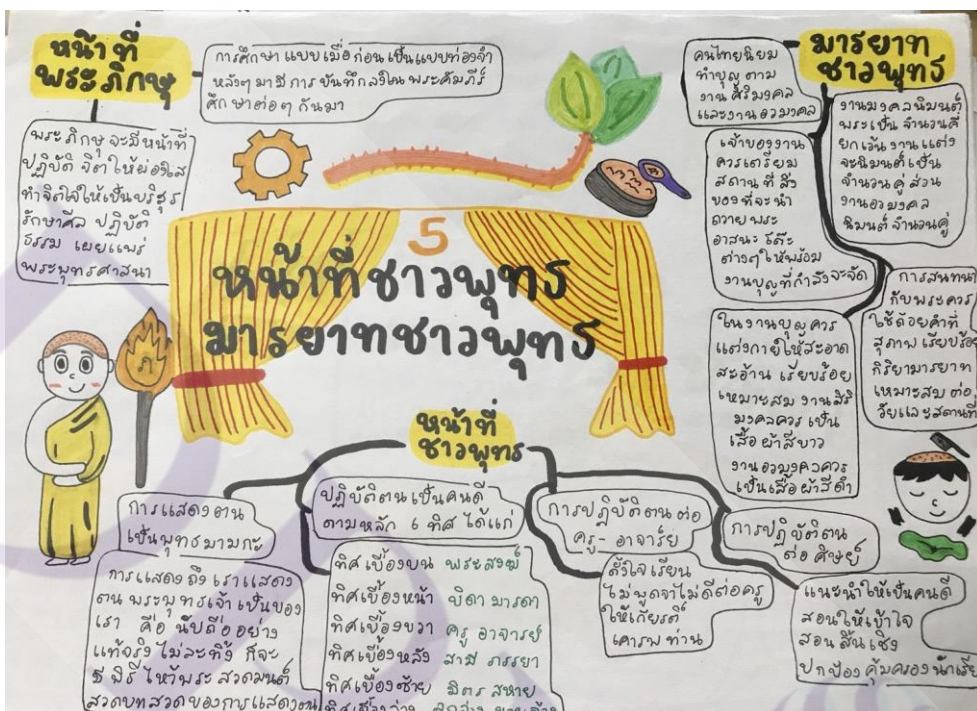 หน้าที่
พระภิกษุ
การศึกษา แบบเมื่อก่อน เป็นแบบท่องจำ
หลังๆ มามี การ บันทึกลงใน พระคัมภีร์
ศึกษาต่อๆ กันมา
พระภิกษุ จะมี หน้าที่
ปฏิบัติ จิตให้ผ่องใส
ทำจิตใจให้เป็นบริสุทธ
รักษาศีล ปฏิบัติ
ธรรม เผยแพร่
พระพุทธศาสนา
5
หน้าที่ชาวพุทธ
มารยาทชาวพุทธ
มารยาท
ชาวพุทธ
คนไทยนิยม
ทำบุญ ตาม
งาน ศิริมงคล
และงานอวมงคล
งานมงคลนิมนต์
พระเป็น จำนวนคี่
ยกเว้น งานแต่ง
จะนิมนต์ เป็น
จำนวน คู่ ส่วน
งานอวมงคล
นิมนต์ จำนวนคู่
เจ้าของงาน
ควรเตรียม
สถาน ที่ สิ่ง
ของที่จะนำ
ถวาย พระ
อาสนะ โต๊ะ
ต่างๆ ให้พร้อม
งานบุญที่กำลังจะจัด
การสนทนา
กับพระควร
ใช้ถ้อยคำที่
สุภาพ เรียบร้อย
กิริยามารยาท
เหมาะสม ต่อ
วัยและสถานที่
ในงานบุญควร
แต่งกายให้สะอาด
สะอ้าน เรียบร้อย
เหมาะสม งานสิริ
มงคลควร เป็น
เสื้อ ผ้าสีขาว
งานอวมงคลควร
เป็นเสื้อ ผ้าสีดำ
หน้าที่
ชาวพุทธ
การแสดงตน
เป็นพุทธมามกะ
การแสดงถึง เราแสดง
ตน พระพุทธเจ้า เป็นของ
เรา คือ นับถืออย่าง
แท้จริง ไม่ละทิ้ง ก็จะ
มี พิธี ไหว้พระ สวดมนต์
สวดบทสวดของการแสดงตน
ปฏิบัติตน เป็นคนดี
ตามหลัก 6 ทิศ ได้แก่
ทิศเบื้องบน พระสงฆ์
ทิศเบื้องหน้า บิดา มารดา
ทิศเบื้องขวา ครู อาจารย์
ทิศเบื้องหลัง สามี ภรรยา
ทิศเบื้องซ้าย มิตร สหาย
ทิศเบื้องล่าง
การปฏิบัติตน ต่อ
ครู- อาจารย์
ตั้งใจเรียน
ไม่พูดจาไม่ดีต่อครู
ให้เกียรติ์
เคารพ ท่าน
การปฏิบัติตน
ต่อ ศิษย์
แนะนำ ให้เป็นคนดี
สอนให้เข้าใจ
สอน สิ้นเชิง
ปกป้อง คุ้มครอง นักเรีย